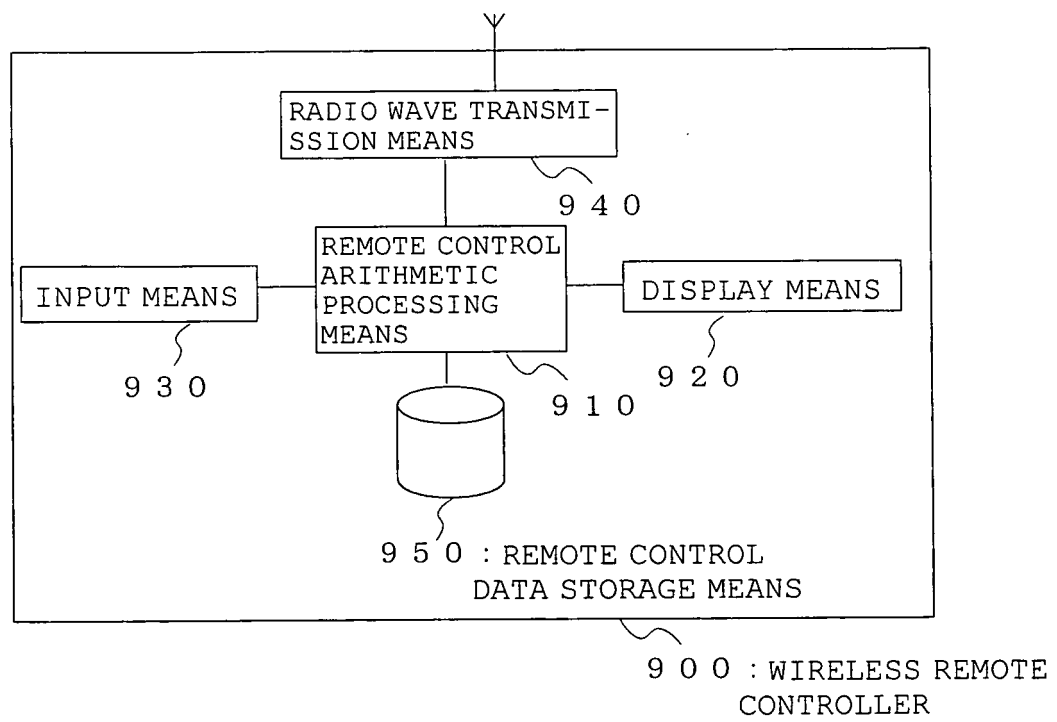 RADIO WAVE TRANSMI-
SSION MEANS
940
REMOTE CONTROL
ARITHMETIC
PROCESSING
MEANS
INPUT MEANS
DISPLAY MEANS
930
910
920
950 : REMOTE CONTROL
DATA STORAGE MEANS
900 : WIRELESS REMOTE
CONTROLLER